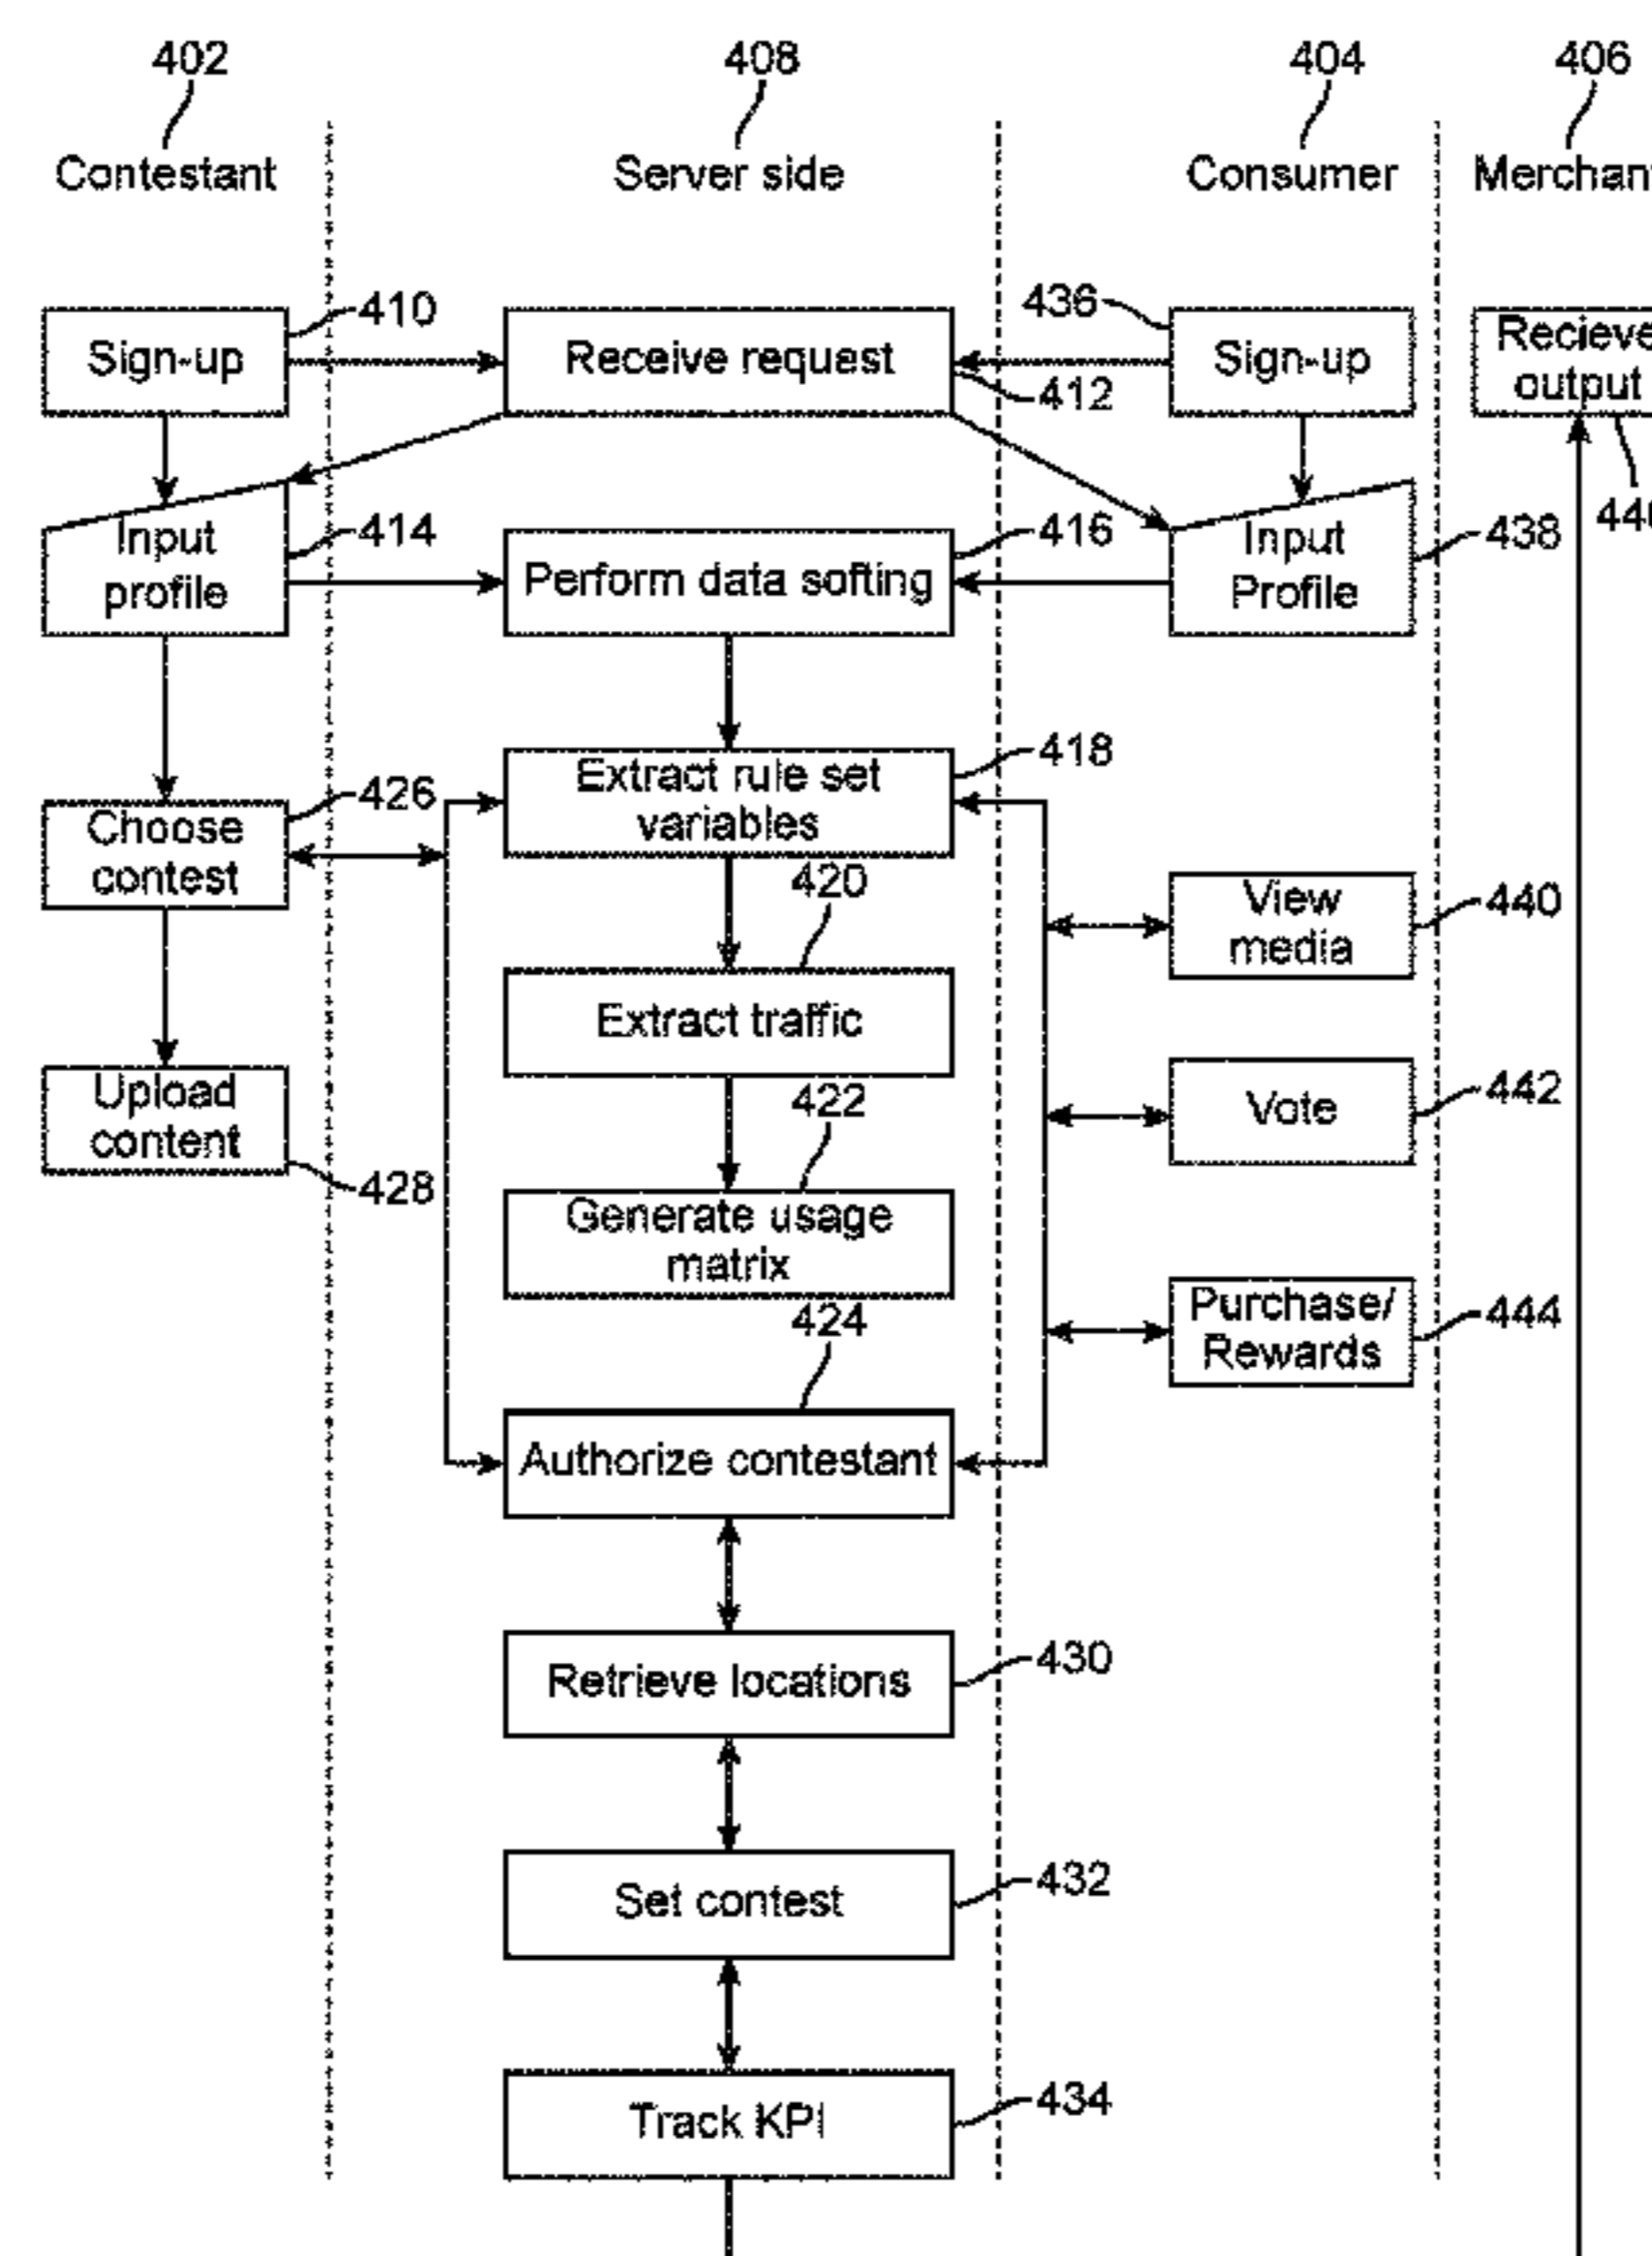 402
408
404
406
Contestant
Server side
Consumer
Merchant
Sign-up
410
Receive request
412
436
Sign-up
Recieve
output
Input
profile
414
Perform data softing
416
Input
Profile
438
Extract rule set
variables
418
Choose
contest
426
420
Extract traffic
View
media
440
Upload
content
428
422
Generate usage
matrix
Vote
442
Purchase/
Rewards
444
424
Authorize contestant
Retrieve locations
430
Set contest
432
Track KPI
434